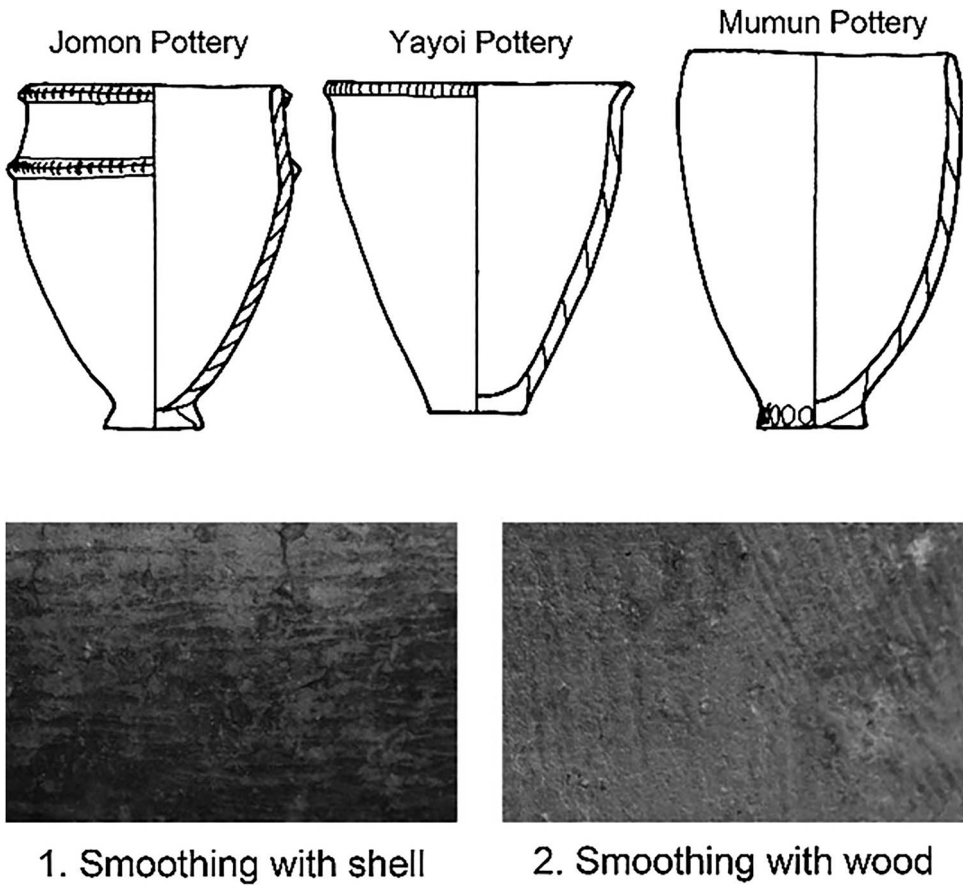 Jomon Pottery
Yayoi Pottery
Mumun Pottery
1. Smoothing with shell
2. Smoothing with wood